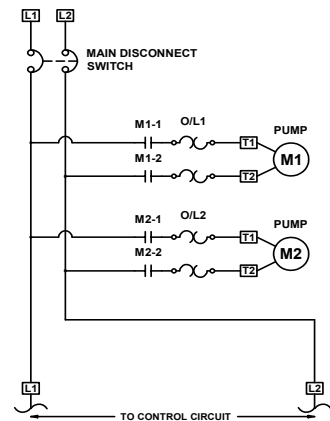 L1 L2
MAIN DISCONNECT
SWITCH
M1-1 O/L1 T1 PUMP
M1
M1-2 T2
M2-1 O/L2 T1 PUMP
M2
M2-2 T2
L1 L2
TO CONTROL CIRCUIT